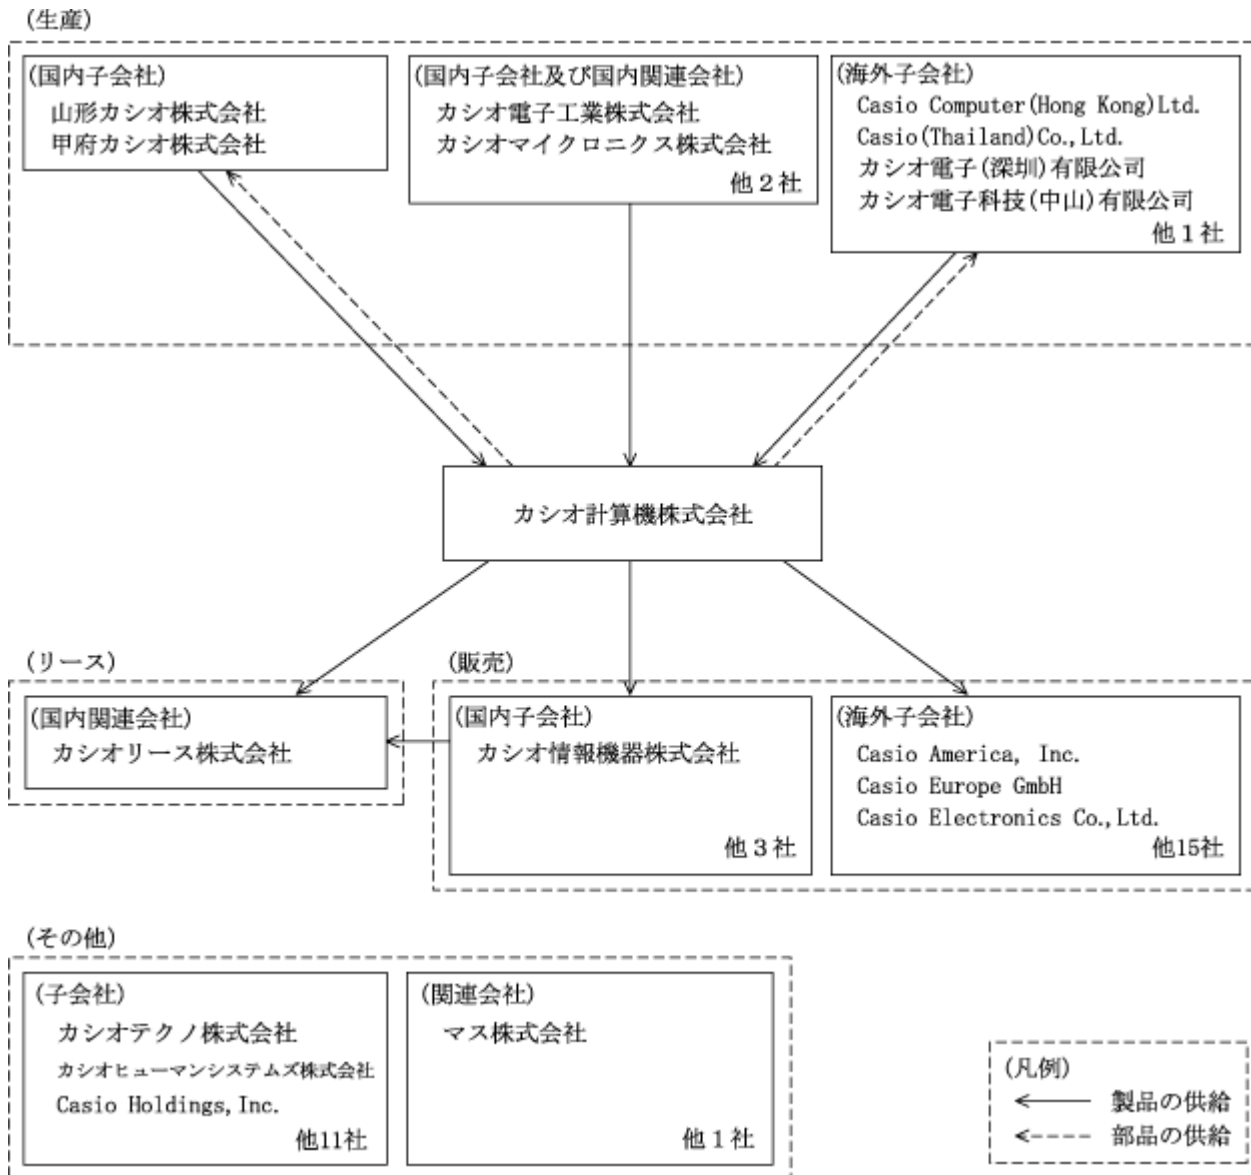 (生産)
(国内子会社)
山形カシオ株式会社
甲府カシオ株式会社
(国内子会社及び国内関連会社)
カシオ電子工業株式会社
カシオマイクロニクス株式会社
他２社
(海外子会社)
Casio Computer(Hong Kong)Ltd.
Casio(Thailand)Co.,Ltd.
カシオ電子(深圳)有限公司
カシオ電子科技(中山)有限公司
他１社
カシオ計算機株式会社
(リース)
(国内関連会社)
カシオリース株式会社
(販売)
(国内子会社)
カシオ情報機器株式会社
他３社
(海外子会社)
Casio America, Inc.
Casio Europe GmbH
Casio Electronics Co.,Ltd.
他15社
(その他)
(子会社)
カシオテクノ株式会社
カシオヒューマンシステムズ株式会社
Casio Holdings,Inc.
他11社
(関連会社)
マス株式会社
他１社
(凡例)
製品の供給
部品の供給